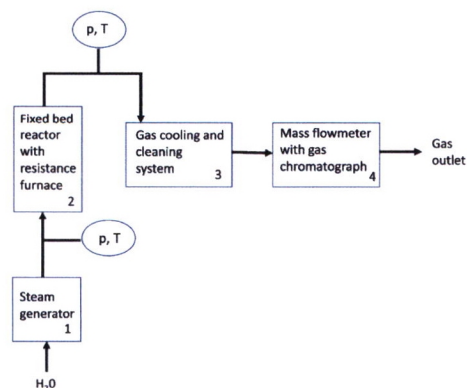 p, T
Fixed bed
reactor
with
resistance
furnace
2
Gas cooling and
cleaning
system
3
Mass flowmeter
with gas
chromatograph
4
Gas
outlet
p, T
Steam
generator
1
H₂0